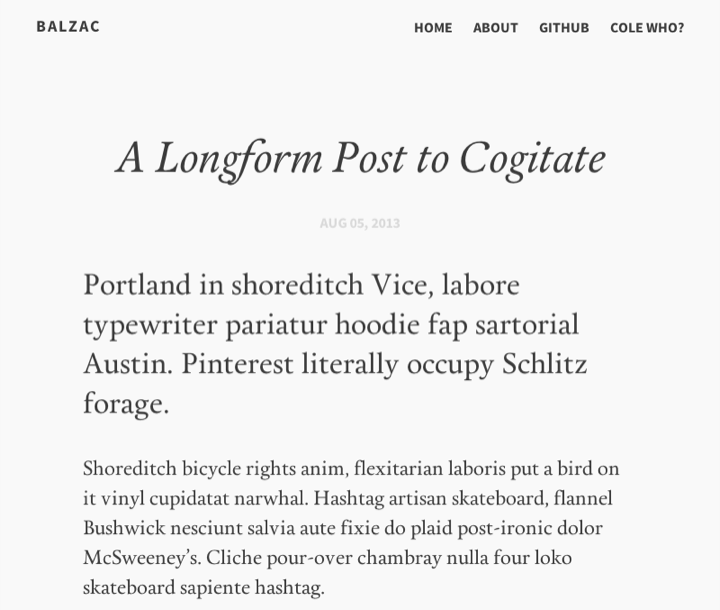 BALZAC
HOME ABOUT GITHUB COLE WHO?
A Longform Post to Cogitate
AUG 05, 2013
Portland in shoreditch Vice, labore
typewriter pariatur hoodie fap sartorial
Austin. Pinterest literally occupy Schlitz
forage.
Shoreditch bicycle rights anim, flexitarian laboris put a bird on
it vinyl cupidatat narwhal. Hashtag artisan skateboard, flannel
Bushwick nesciunt salvia aute fixie do plaid post-ironic dolor
McSweeney’s. Cliche pour-over chambray nulla four loko
skateboard sapiente hashtag.